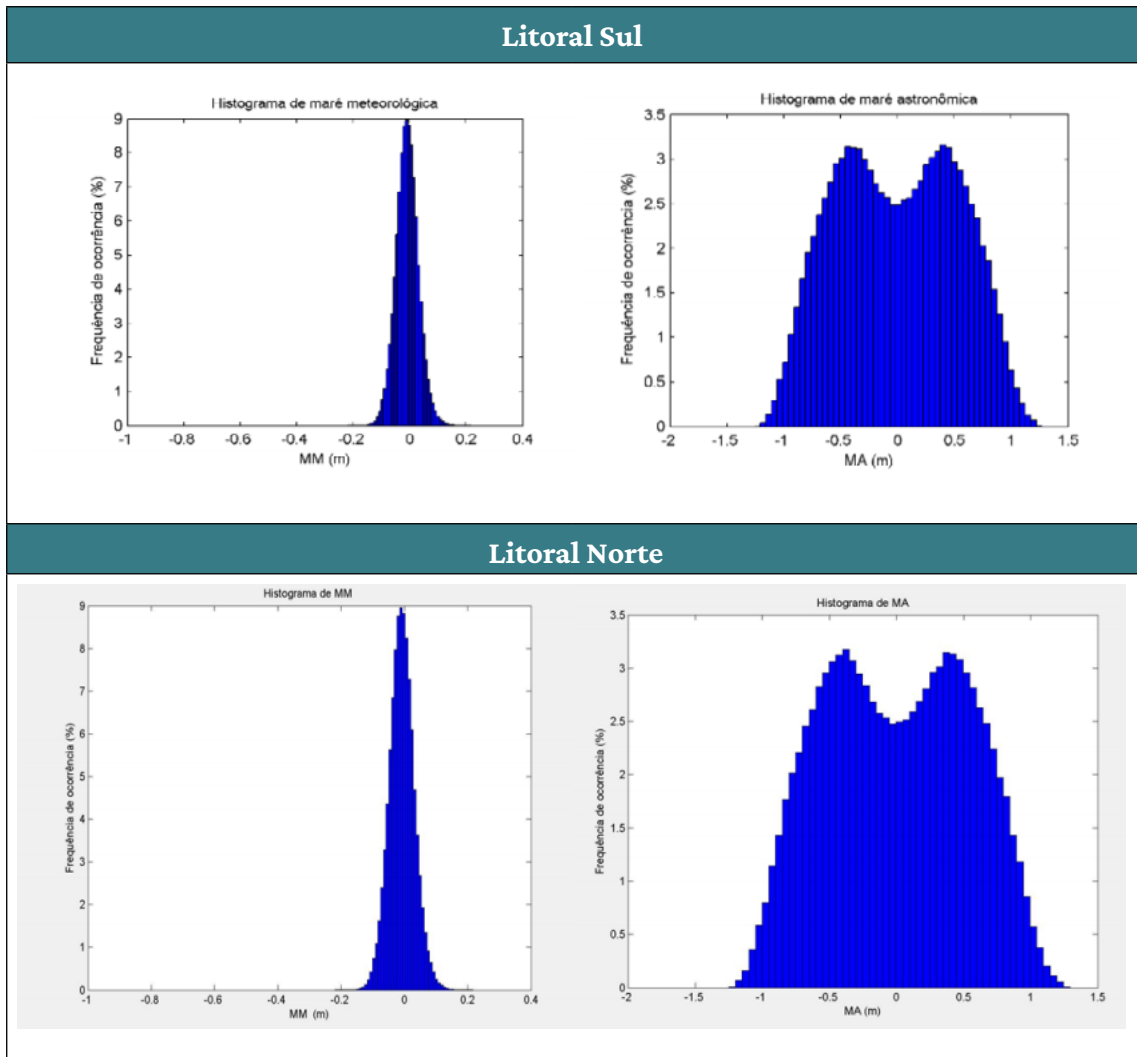 Litoral Sul
Histograma de maré meteorológica
Frequência de ocorrência (%)
9
8
7
6
5
4
3
2
1
0
-1 -0.8 -0.6 -0.4 -0.2 0 0.2 0.4
MM (m)
Histograma de maré astronômica
Frequência de ocorrência (%)
3.5
3
2.5
2
1.5
1
0.5
0
-2 -1.5 -1 -0.5 0 0.5 1 1.5
MA (m)
Litoral Norte
Histograma de MM
Frequência de ocorrência (%)
9
8
7
6
5
4
3
2
1
0
-1 -0.8 -0.6 -0.4 -0.2 0 0.2 0.4
MM (m)
Histograma de MA
Frequência de ocorrência (%)
3.5
3
2.5
2
1.5
1
0.5
0
-2 -1.5 -1 -0.5 0 0.5 1 1.5
MA (m)